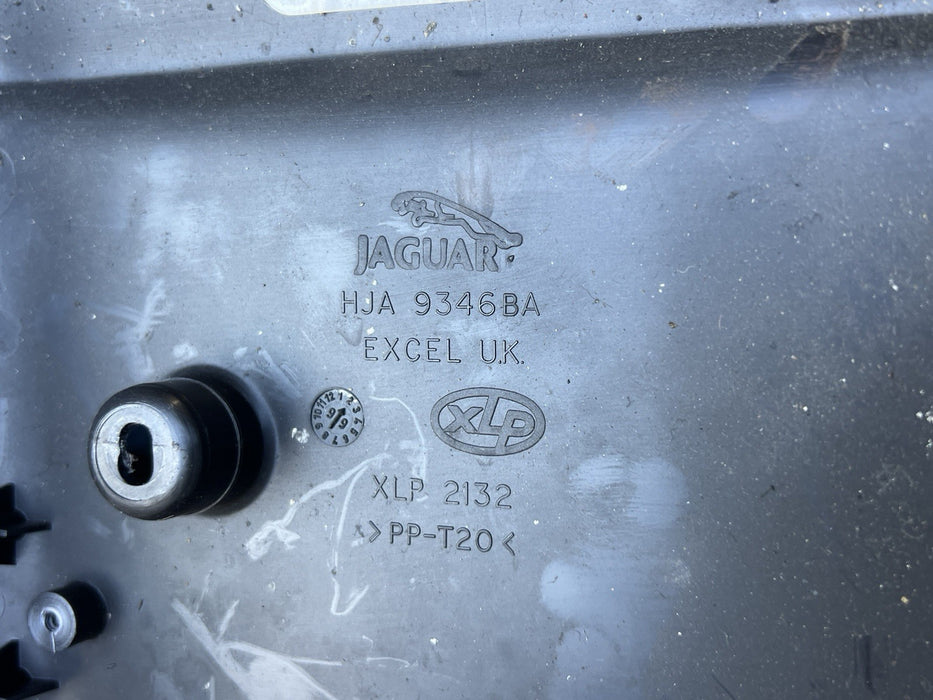 JAGUAR
HJA 9346BA
EXCEL U.K.
XLP
XLP 2132
>PP-T20<